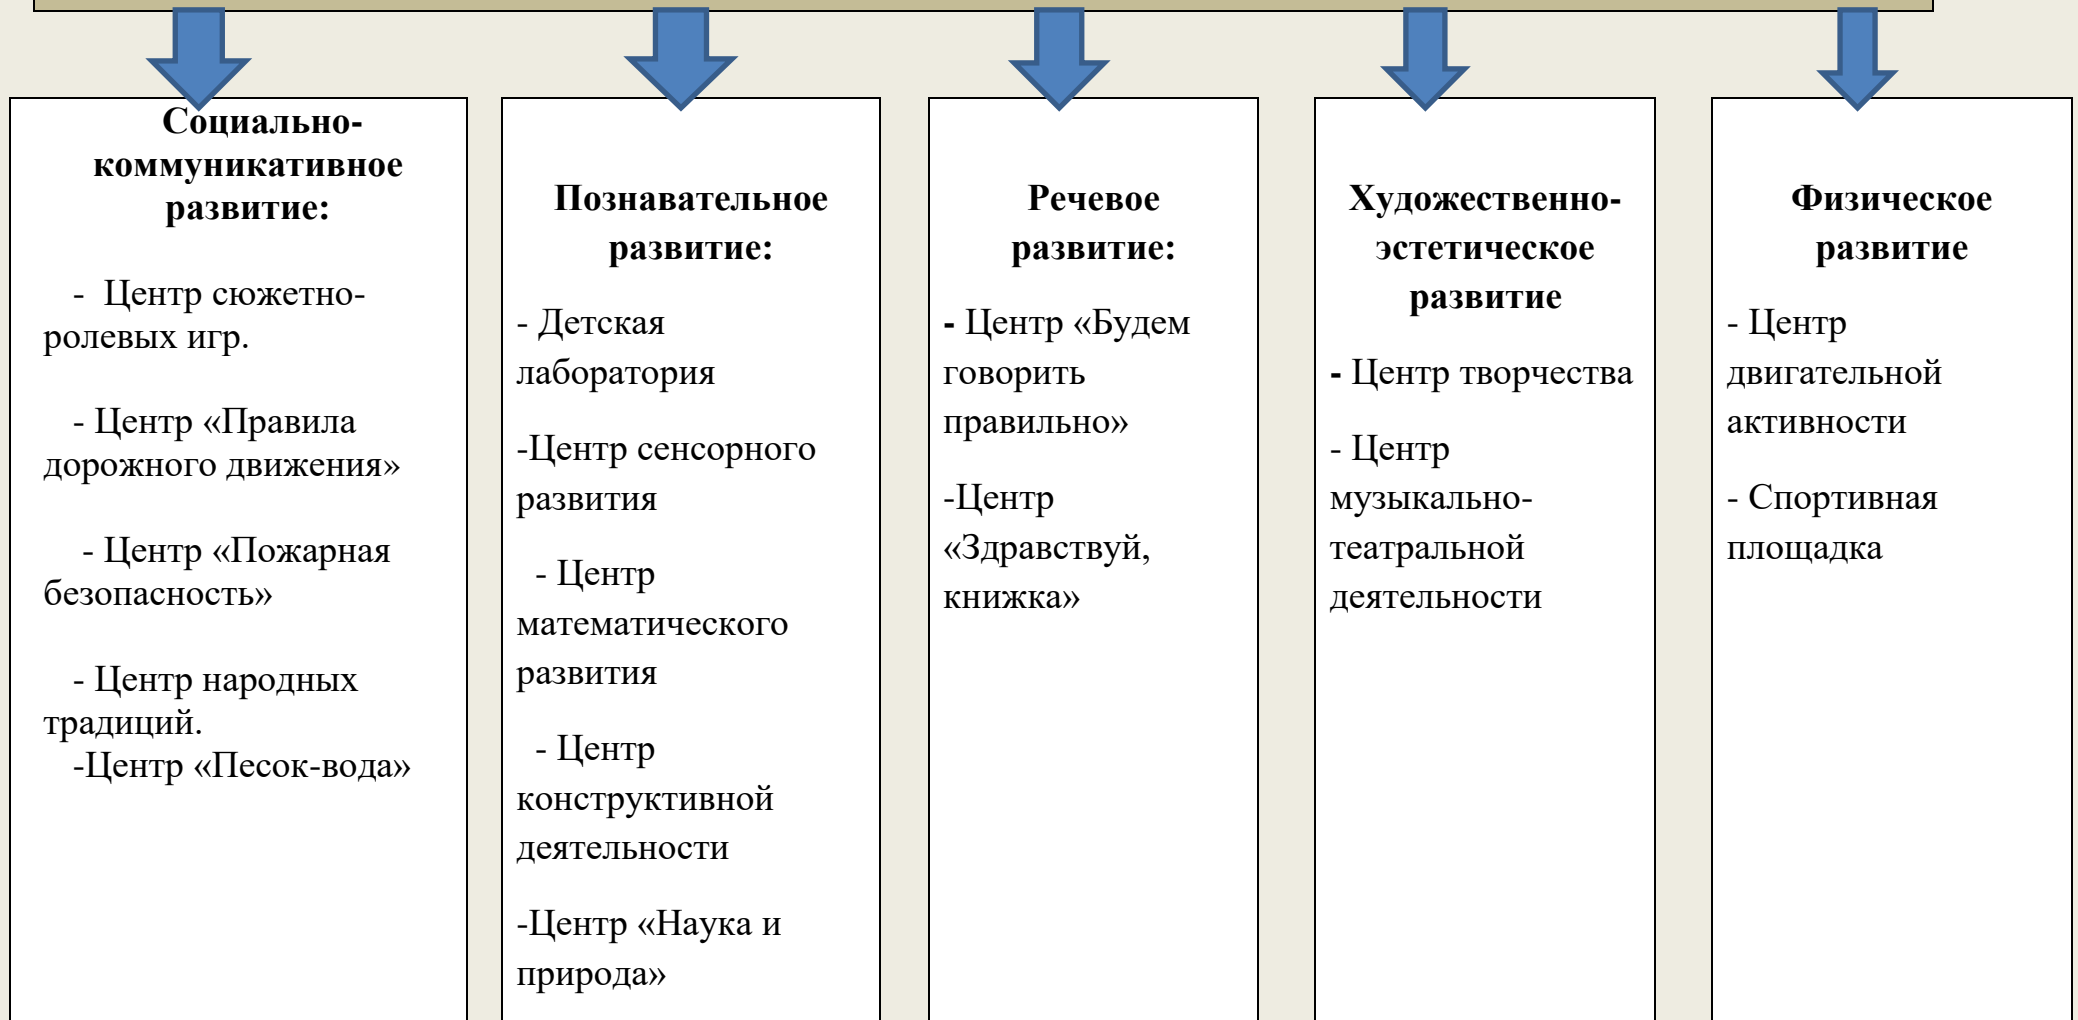 Социально-
коммуникативное
развитие:
- Центр сюжетно-
ролевых игр.
- Центр «Правила
дорожного движения»
- Центр «Пожарная
безопасность»
- Центр народных
традиций.
-Центр «Песок-вода»
Познавательное
развитие:
- Детская
лаборатория
-Центр сенсорного
развития
- Центр
математического
развития
- Центр
конструктивной
деятельности
-Центр «Наука и
природа»
Речевое
развитие:
- Центр «Будем
говорить
правильно»
-Центр
«Здравствуй,
книжка»
Художественно-
эстетическое
развитие
- Центр творчества
- Центр
музыкально-
театральной
деятельности
Физическое
развитие
- Центр
двигательной
активности
- Спортивная
площадка